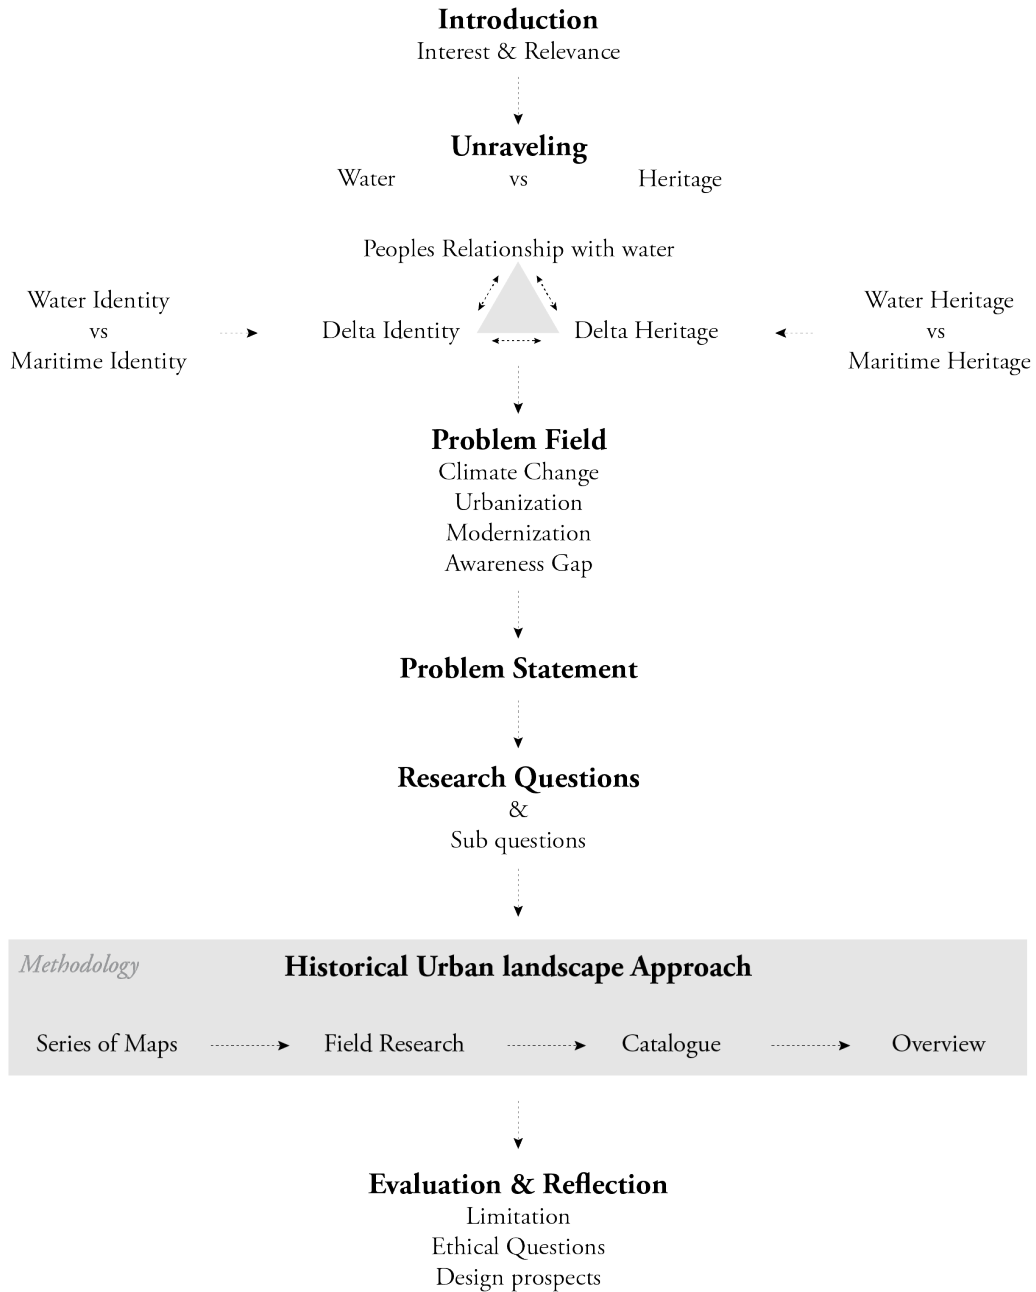 Introduction
Interest & Relevance
Unraveling
Water vs Heritage
Peoples Relationship with water
Water Identity
vs
Maritime Identity
Delta Identity
Delta Heritage
Water Heritage
vs
Maritime Heritage
Problem Field
Climate Change
Urbanization
Modernization
Awareness Gap
Problem Statement
Research Questions
&
Sub questions
Methodology
Historical Urban landscape Approach
Series of Maps
Field Research
Catalogue
Overview
Evaluation & Reflection
Limitation
Ethical Questions
Design prospects